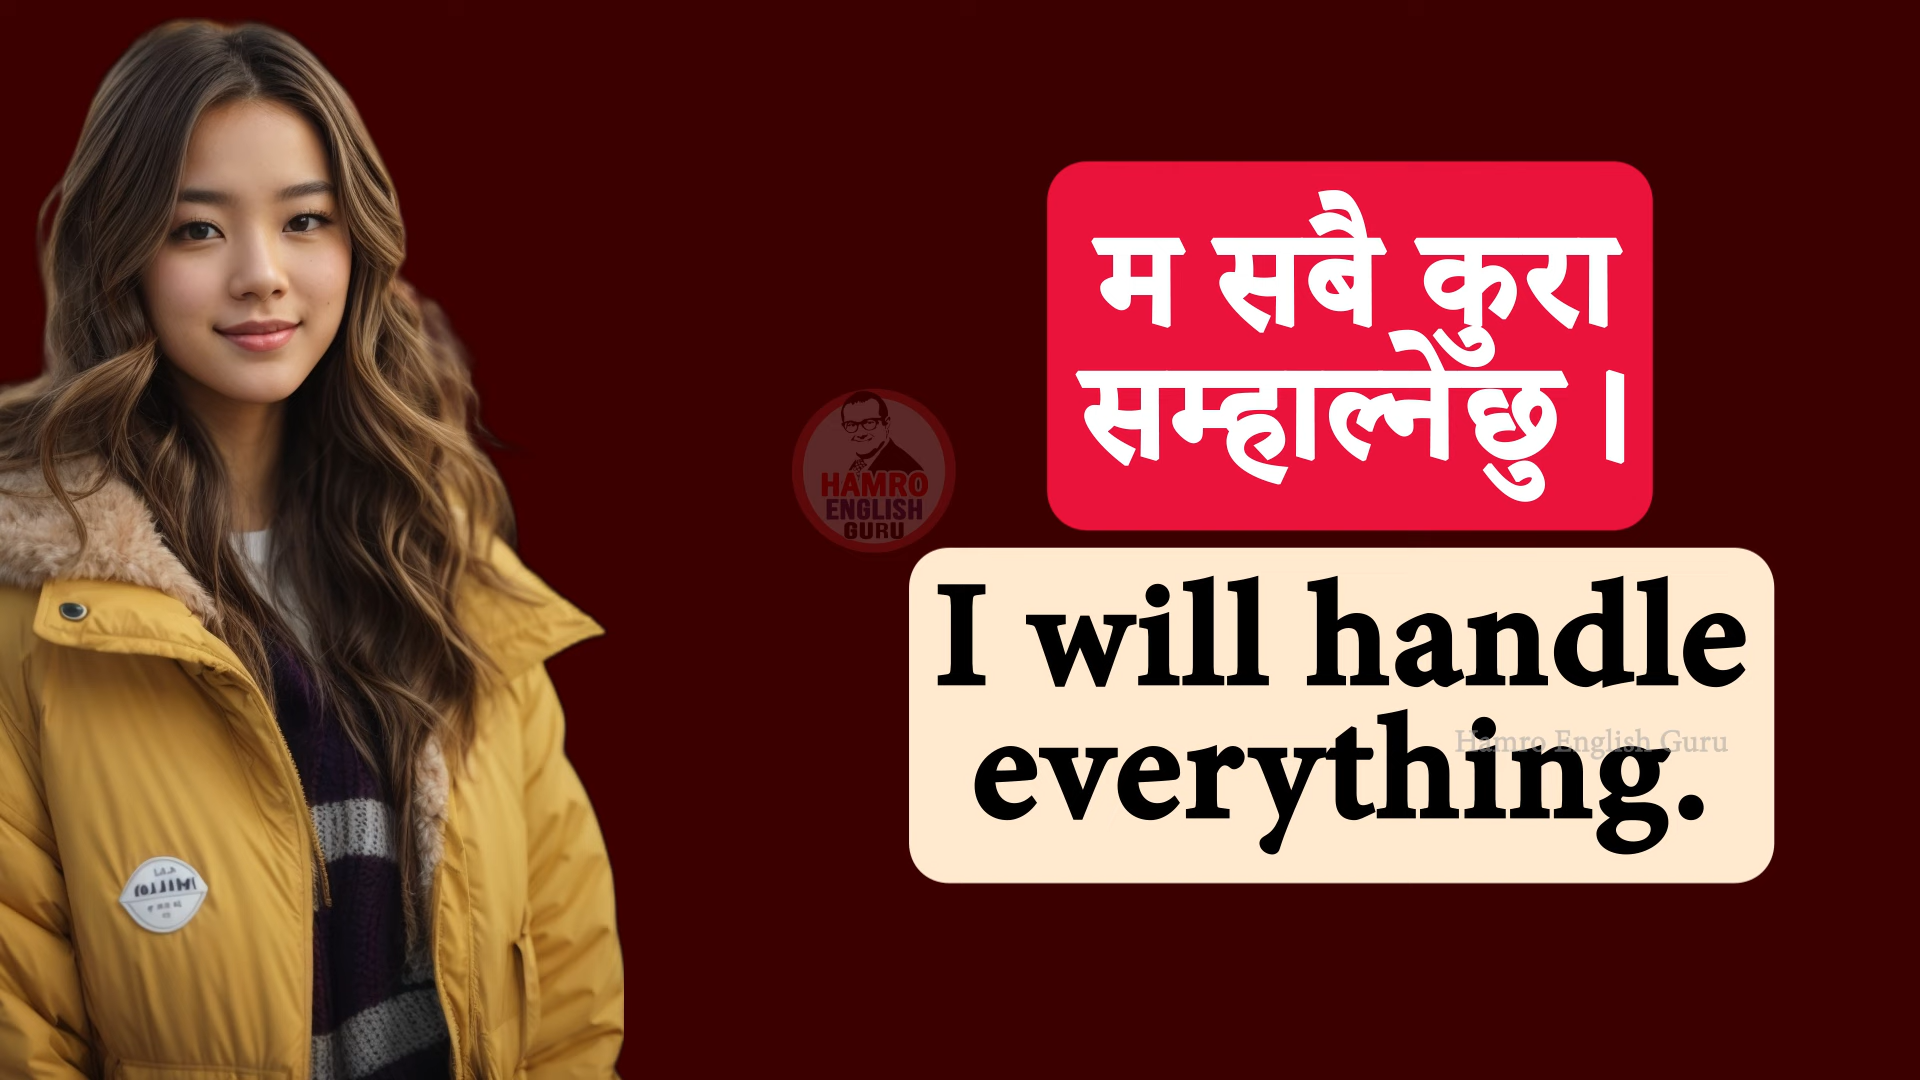 म सबै कुरा
सम्हाल्नेछु ।
HAMRO
ENGLISH
GURU
I will handle
everything.
Hamro English Guru